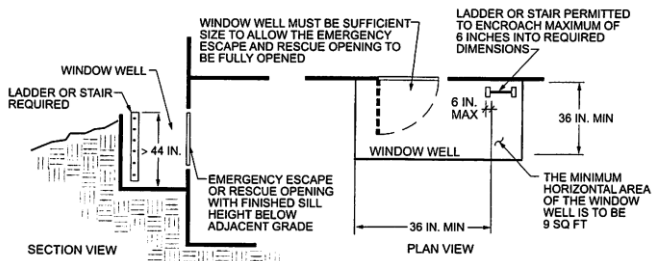 WINDOW WELL MUST BE SUFFICIENT
SIZE TO ALLOW THE EMERGENCY
ESCAPE AND RESCUE OPENING TO
BE FULLY OPENED
LADDER OR STAIR PERMITTED
TO ENCROACH MAXIMUM OF
6 INCHES INTO REQUIRED
DIMENSIONS
WINDOW WELL
LADDER OR STAIR
REQUIRED
> 44 IN.
EMERGENCY ESCAPE
OR RESCUE OPENING
WITH FINISHED SILL
HEIGHT BELOW
ADJACENT GRADE
SECTION VIEW
6 IN.
MAX
36 IN. MIN
WINDOW WELL
THE MINIMUM
HORIZONTAL AREA
OF THE WINDOW
WELL IS TO BE
9 SQ FT
36 IN. MIN
PLAN VIEW